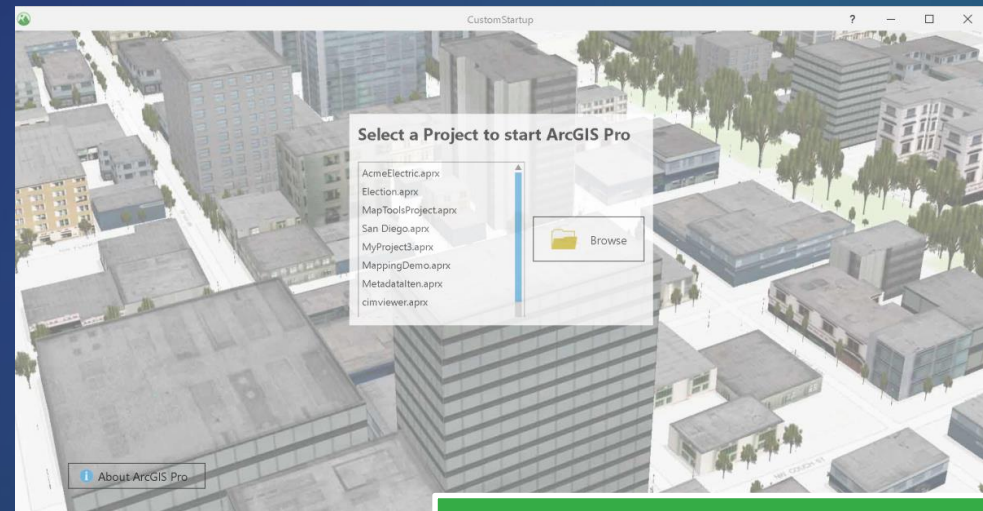 CustomStartup
?
Select a Project to start ArcGIS Pro
AcmeElectric.aprx
Election.aprx
MapToolsProject.aprx
San Diego.aprx
MyProject3.aprx
MappingDemo.aprx
MetadataIten.aprx
cimviewer.aprx
Browse
About ArcGIS Pro